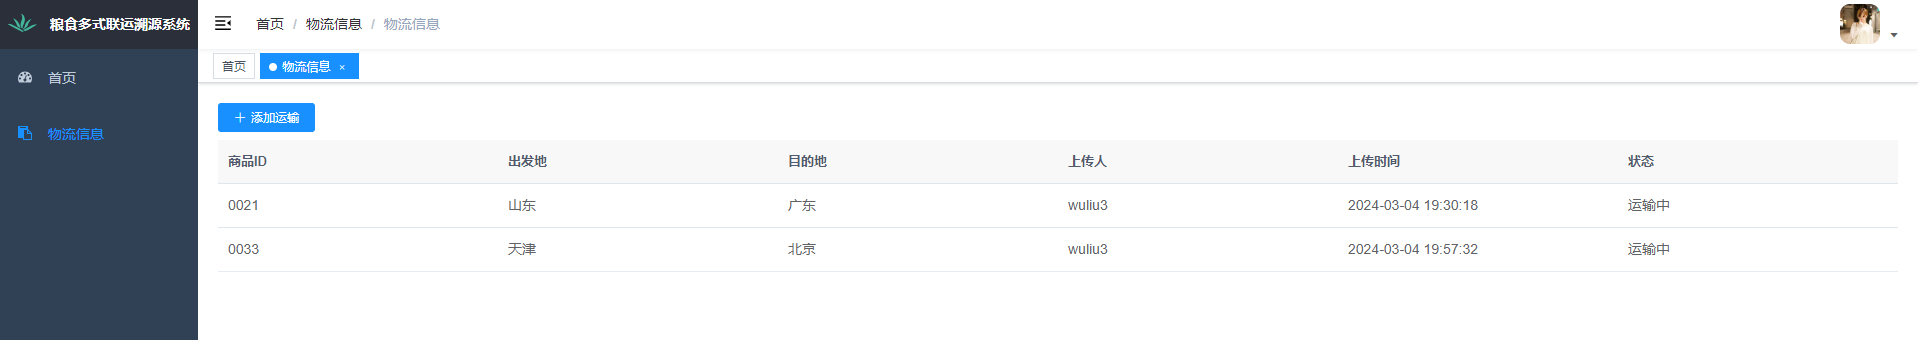 粮食多式联运溯源系统
首页 / 物流信息 / 物流信息
首页
物流信息
首页 物流信息 ×
+ 添加运输
商品ID 出发地 目的地 上传人 上传时间 状态
0021 山东 广东 wuliu3 2024-03-04 19:30:18 运输中
0033 天津 北京 wuliu3 2024-03-04 19:57:32 运输中